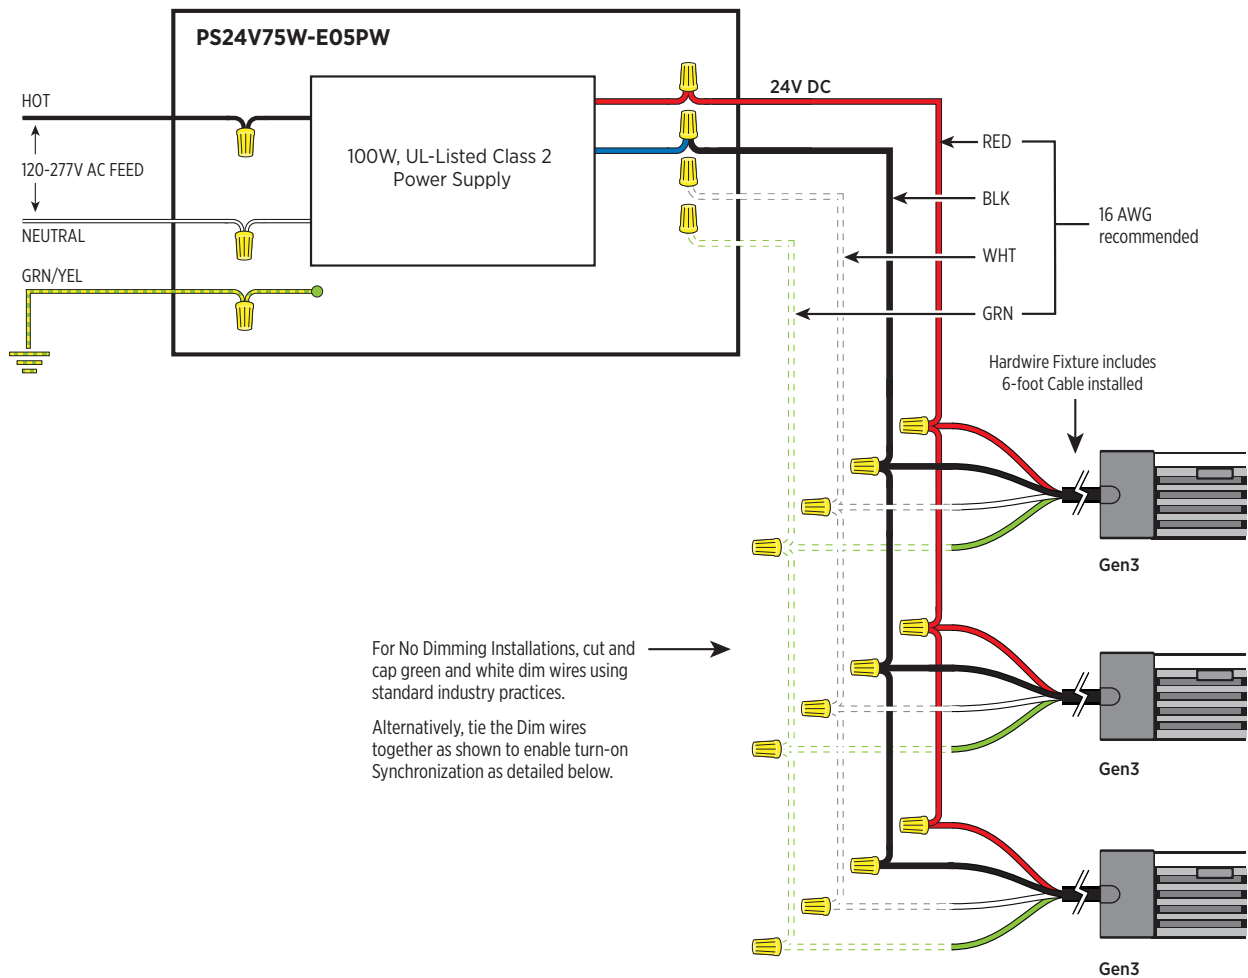 PS24V75W-E05PW
HOT
120-277V AC FEED
NEUTRAL
GRN/YEL
100W, UL-Listed Class 2
Power Supply
24V DC
RED
BLK
WHT
GRN
16 AWG
recommended
Hardwire Fixture includes
6-foot Cable installed
Gen3
For No Dimming Installations, cut and
cap green and white dim wires using
standard industry practices.
Alternatively, tie the Dim wires
together as shown to enable turn-on
Synchronization as detailed below.
Gen3
Gen3